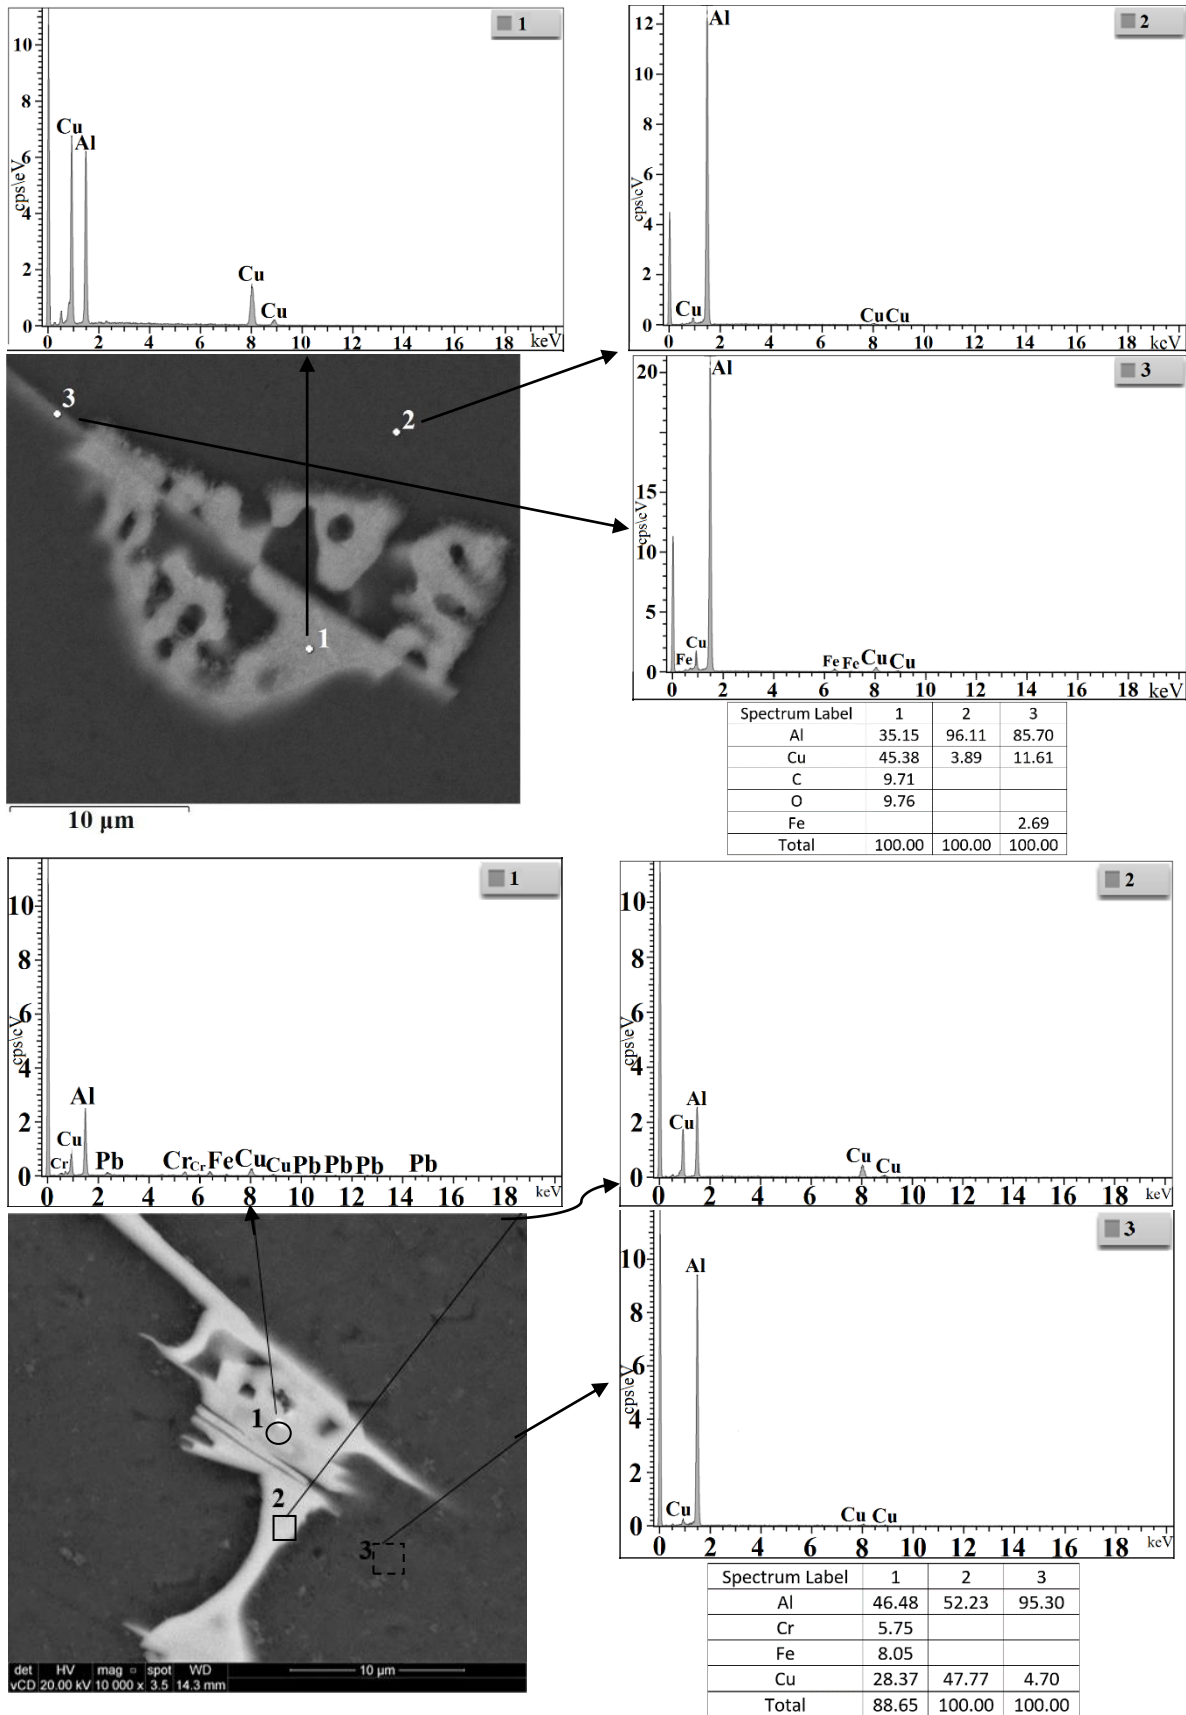 1
10
8
6
4
2
0
cps\eV
Cu
Al
Cu
Cu
0 2 4 6 8 10 12 14 16 18 keV
2
12
10
8
6
4
2
0
cps\eV
Al
Cu
Cu Cu
0 2 4 6 8 10 12 14 16 18 keV
3
2
1
10 µm
3
20
15
10
5
0
cps\eV
Al
Cu
Fe
Fe Fe Cu Cu
0 2 4 6 8 10 12 14 16 18 keV
Spectrum Label 1 2 3
Al 35.15 96.11 85.70
Cu 45.38 3.89 11.61
C 9.71
O 9.76
Fe 2.69
Total 100.00 100.00 100.00
1
10
8
6
4
2
0
cps\eV
Al
Cu
Cr Pb Cr Cr Fe Cu Cu Pb Pb Pb Pb
0 2 4 6 8 10 12 14 16 18 keV
2
10
8
6
4
2
0
cps\eV
Al
Cu
Cu
Cu
0 2 4 6 8 10 12 14 16 18 keV
1
2
3
det HV mag □ spot WD
vCD 20.00 kV 10 000 x 3.5 14.3 mm
10 µm
3
10
8
6
4
2
0
cps\eV
Al
Cu
Cu Cu
0 2 4 6 8 10 12 14 16 18 keV
Spectrum Label 1 2 3
Al 46.48 52.23 95.30
Cr 5.75
Fe 8.05
Cu 28.37 47.77 4.70
Total 88.65 100.00 100.00